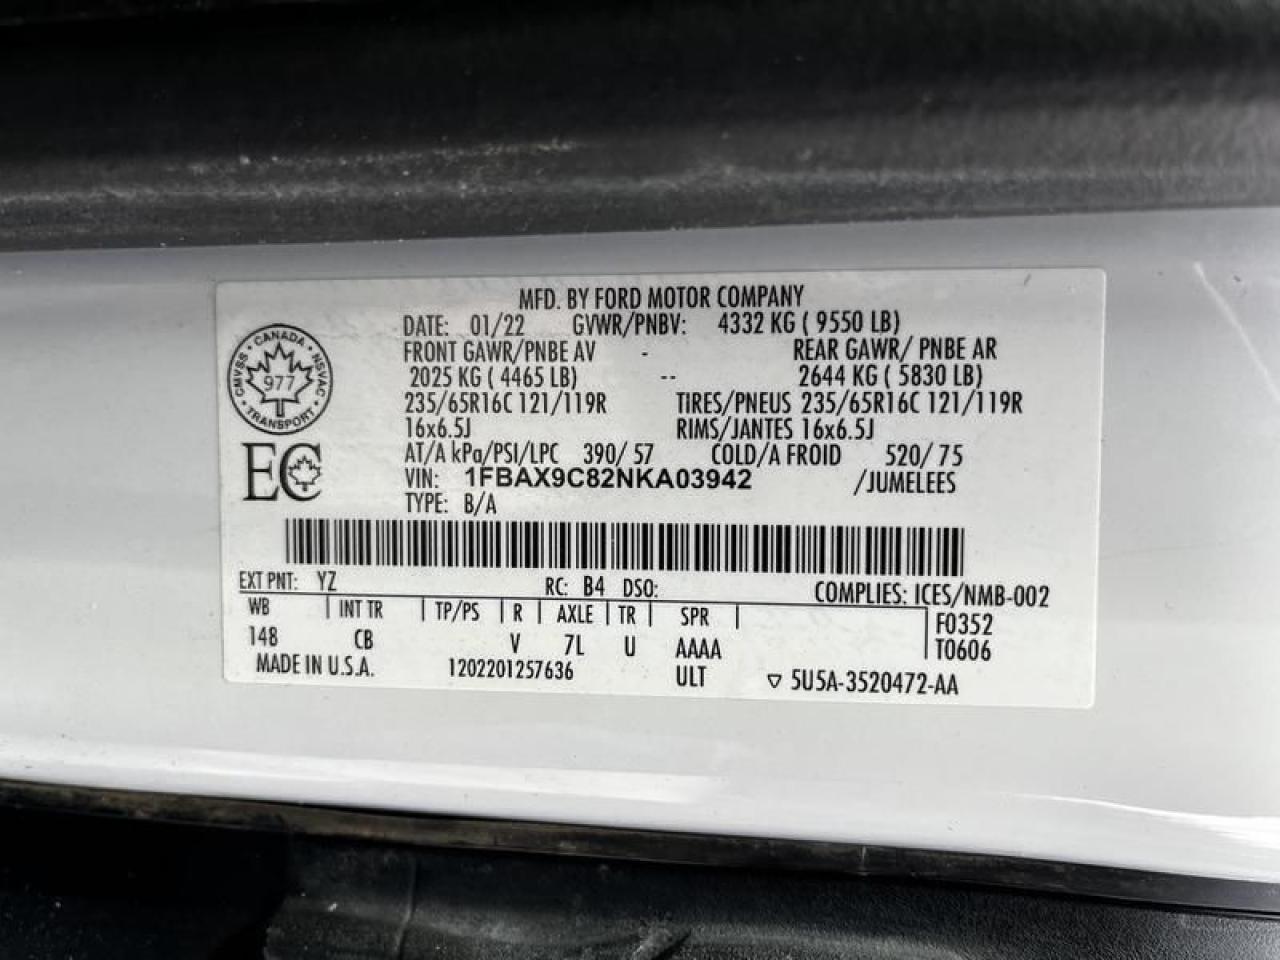 MFD. BY FORD MOTOR COMPANY
DATE: 01/22 GVWR/PNBV: 4332 KG ( 9550 LB)
FRONT GAWR/PNBE AV - REAR GAWR/ PNBE AR
2025 KG ( 4465 LB) -- 2644 KG ( 5830 LB)
235/65R16C 121/119R TIRES/PNEUS 235/65R16C 121/119R
16x6.5J RIMS/JANTES 16x6.5J
AT/A kPa/PSI/LPC 390/ 57 COLD/A FROID 520/ 75
VIN: 1FBAX9C82NKA03942 /JUMELEES
TYPE: B/A
CANADA
CMVSS • NSVAC
977
TRANSPORT
EC
EXT PNT: YZ RC: B4 DSO: COMPLIES: ICES/NMB-002
WB | INT TR | TP/PS | R | AXLE | TR | SPR | F0352
148 CB V 7L U AAAA T0606
MADE IN U.S.A. 1202201257636 ULT ▽ 5U5A-3520472-AA